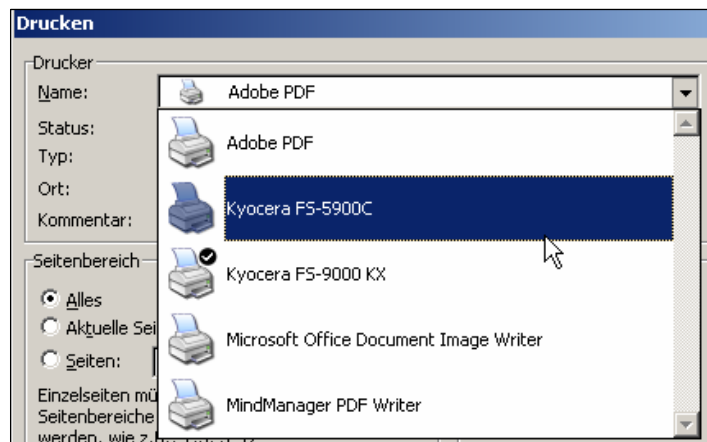 Drucken
Drucker
Name: Adobe PDF
Status:
Adobe PDF
Typ:
Ort:
Kyocera FS-5900C
Kommentar:
Seitenbereich
Kyocera FS-9000 KX
Alles
Aktuelle Sei
Microsoft Office Document Image Writer
Seiten:
Einzelseiten mü
MindManager PDF Writer
Seitenbereiche
werden, wie z.B.